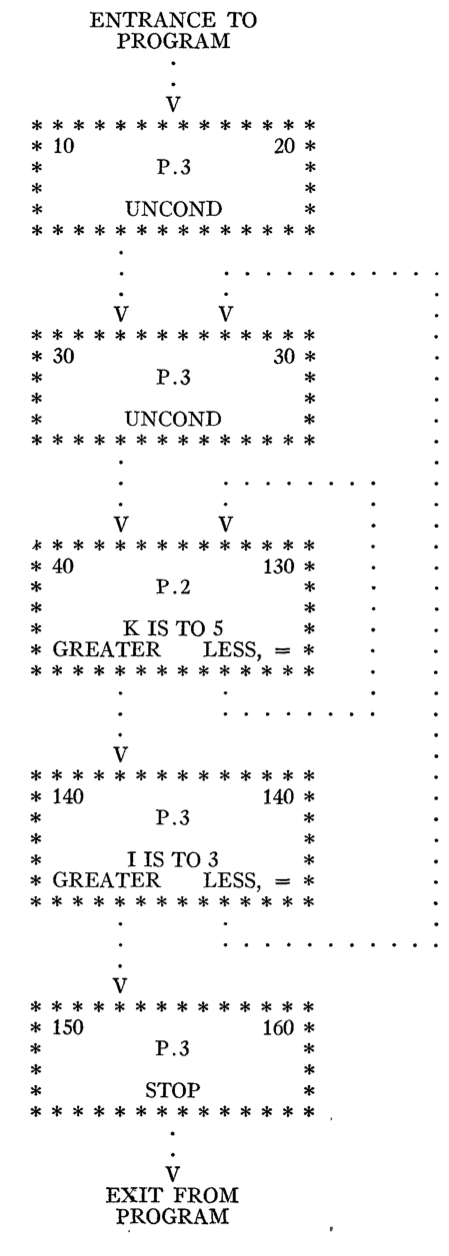 ENTRANCE TO
PROGRAM
V
* * * * * * * * * * * * * *
* 10 20 *
* P.3 *
* *
* UNCOND *
* * * * * * * * * * * * * *
V V
* * * * * * * * * * * * * *
* 30 30 *
* P.3 *
* *
* UNCOND *
* * * * * * * * * * * * * *
V V
* * * * * * * * * * * * * *
* 40 130 *
* P.2 *
* *
* K IS TO 5 *
* GREATER LESS, = *
* * * * * * * * * * * * * *
V
* * * * * * * * * * * * * *
* 140 140 *
* P.3 *
* *
* I IS TO 3 *
* GREATER LESS, = *
* * * * * * * * * * * * * *
V
* * * * * * * * * * * * * *
* 150 160 *
* P.3 *
* *
* STOP *
* * * * * * * * * * * * * *
V
EXIT FROM
PROGRAM